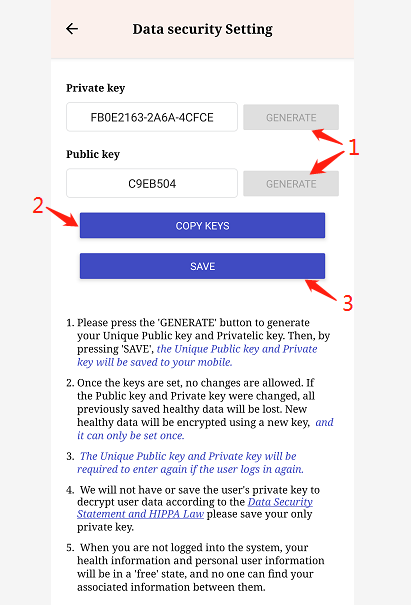 Data security Setting
Private key
FB0E2163-2A6A-4CFCE GENERATE
1
Public key
C9EB504 GENERATE
2
COPY KEYS
SAVE
3
1. Please press the 'GENERATE' button to generate
your Unique Public key and Privatelic key. Then, by
pressing 'SAVE', the Unique Public key and Private
key will be saved to your mobile.
2. Once the keys are set, no changes are allowed. If
the Public key and Private key were changed, all
previously saved healthy data will be lost. New
healthy data will be encrypted using a new key, and
it can only be set once.
3. The Unique Public key and Private key will be
required to enter again if the user logs in again.
4. We will not have or save the user's private key to
decrypt user data according to the Data Security
Statement and HIPPA Law please save your only
private key.
5. When you are not logged into the system, your
health information and personal user information
will be in a 'free' state, and no one can find your
associated information between them.